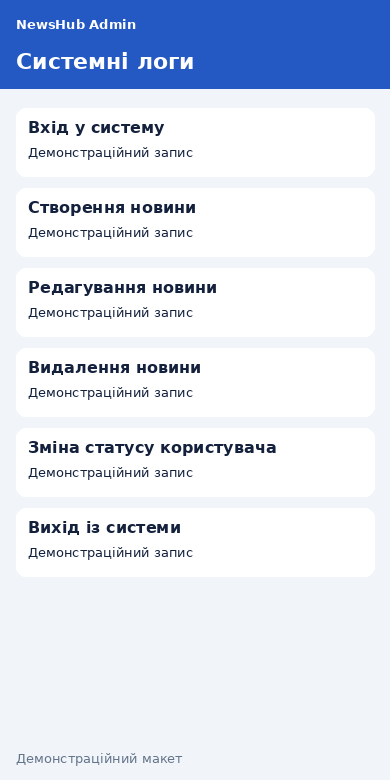 NewsHub Admin
Системні логи
Вхід у систему
Демонстраційний запис
Створення новини
Демонстраційний запис
Редагування новини
Демонстраційний запис
Видалення новини
Демонстраційний запис
Зміна статусу користувача
Демонстраційний запис
Вихід із системи
Демонстраційний запис
Демонстраційний макет